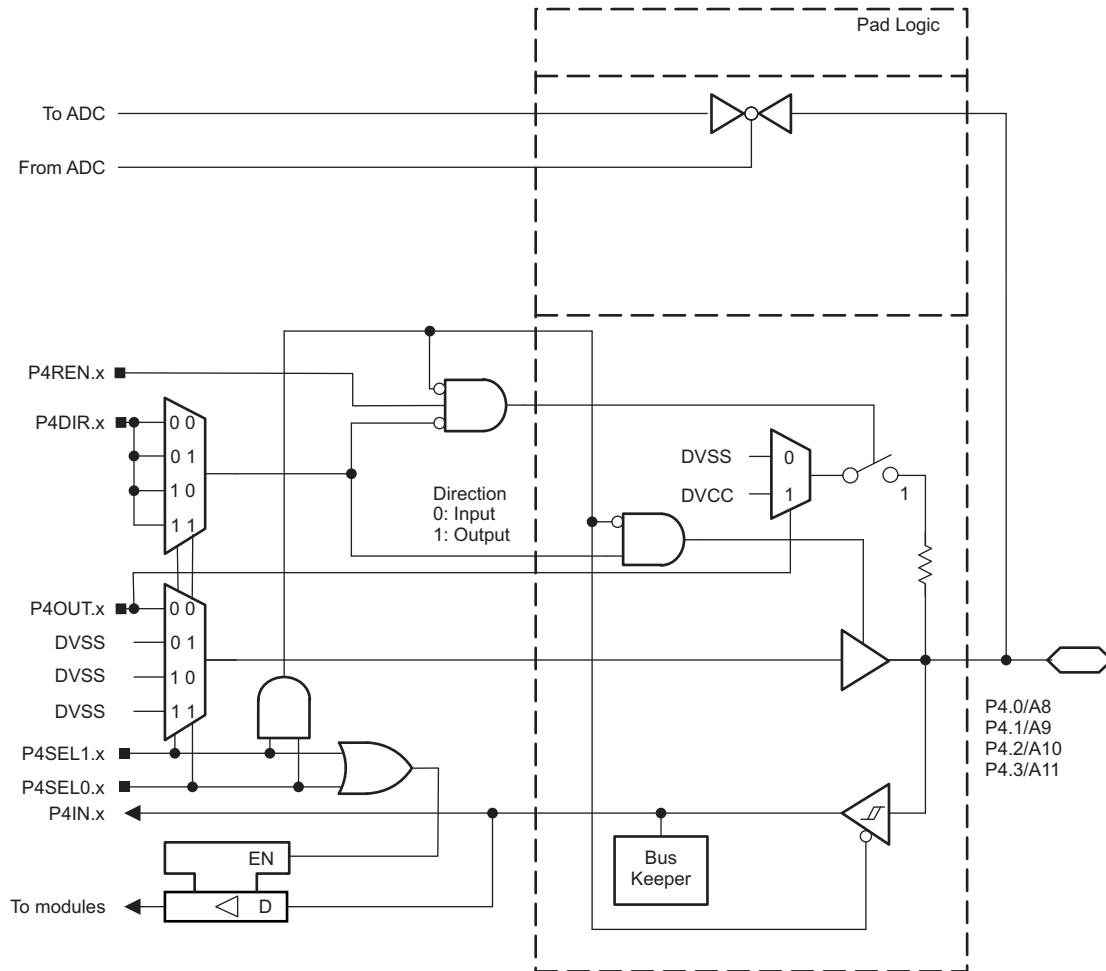 Pad Logic
To ADC
From ADC
P4REN.x
P4DIR.x
0 0
0 1
1 0
1 1
Direction
0: Input
1: Output
DVSS
0
DVCC
1
1
P4OUT.x
0 0
DVSS
0 1
DVSS
1 0
DVSS
1 1
P4SEL1.x
P4SEL0.x
P4IN.x
P4.0/A8
P4.1/A9
P4.2/A10
P4.3/A11
Bus
Keeper
EN
D
To modules